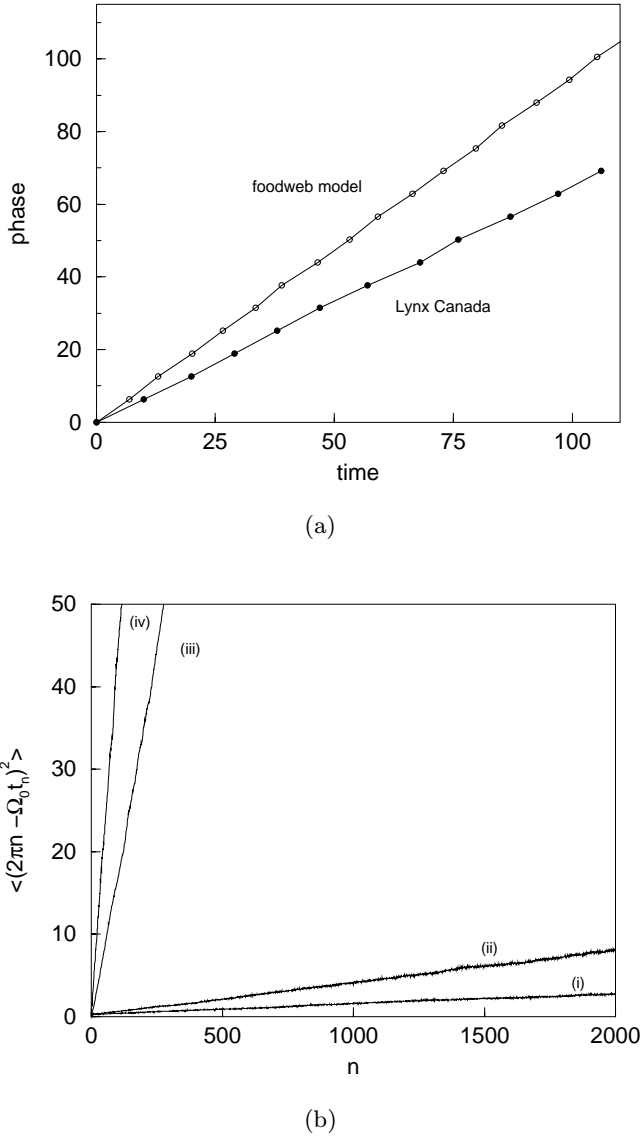 100
80
60
40
20
0
phase
foodweb model
Lynx Canada
0 25 50 75 100
time
(a)
50
40
30
20
10
0
<(2πn −Ω₀tₙ)²>
(iv)
(iii)
(ii)
(i)
0 500 1000 1500 2000
n
(b)